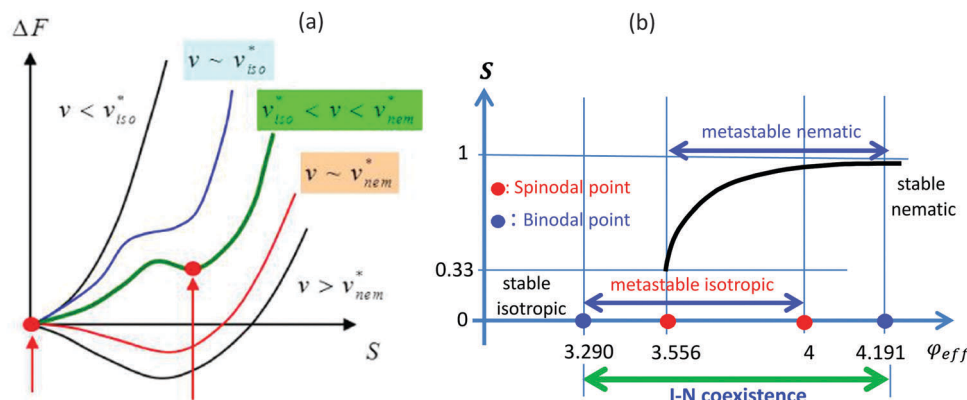 (a)
ΔF
v < v*iso
v ~ v*iso
v*iso < v < v*nem
v ~ v*nem
v > v*nem
S
(b)
S
metastable nematic
1
: Spinodal point
: Binodal point
stable
nematic
0.33
stable
isotropic
metastable isotropic
0
3.290 3.556 4 4.191 φeff
I-N coexistence